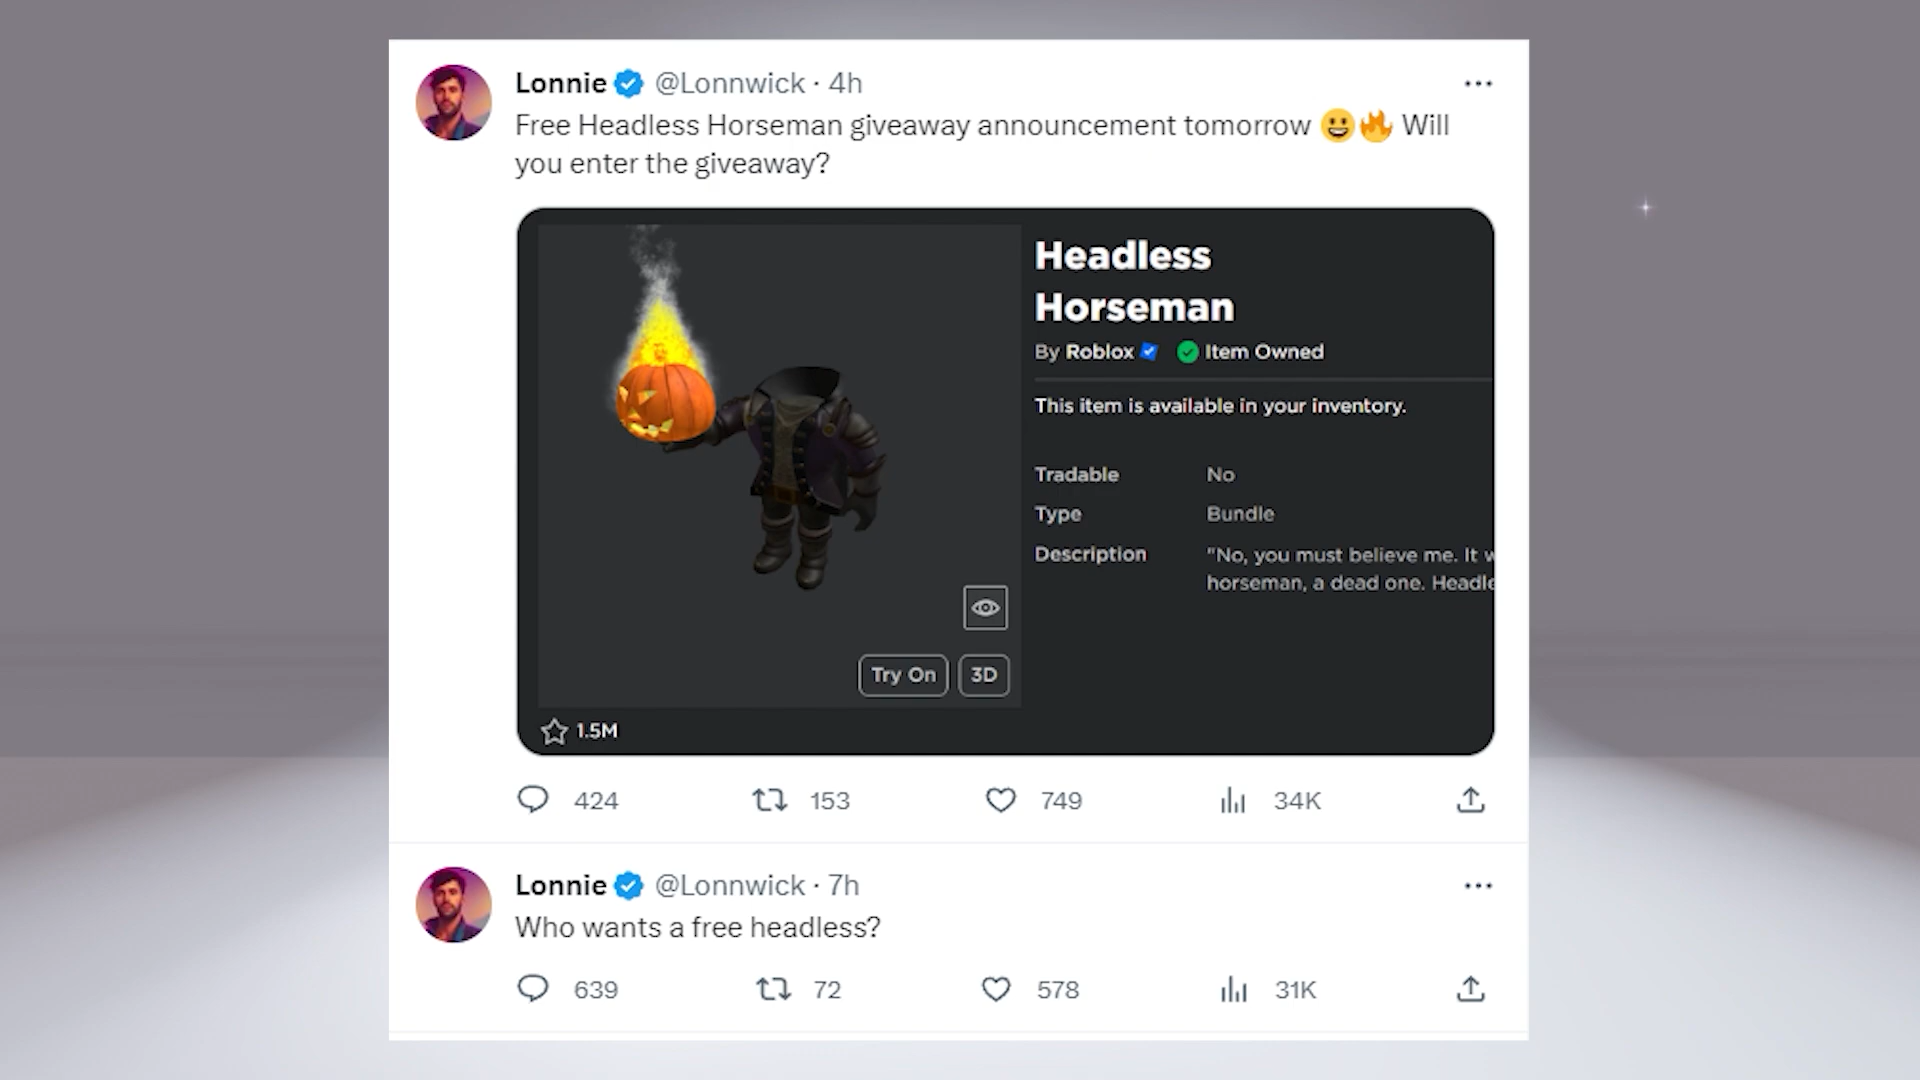 Lonnie @Lonnwick · 4h
Free Headless Horseman giveaway announcement tomorrow 😀🔥 Will
you enter the giveaway?
Headless
Horseman
By Roblox Item Owned
This item is available in your inventory.
Tradable No
Type Bundle
Description "No, you must believe me. It w
horseman, a dead one. Headle
Try On 3D
1.5M
424 153 749 34K
Lonnie @Lonnwick · 7h
Who wants a free headless?
639 72 578 31K